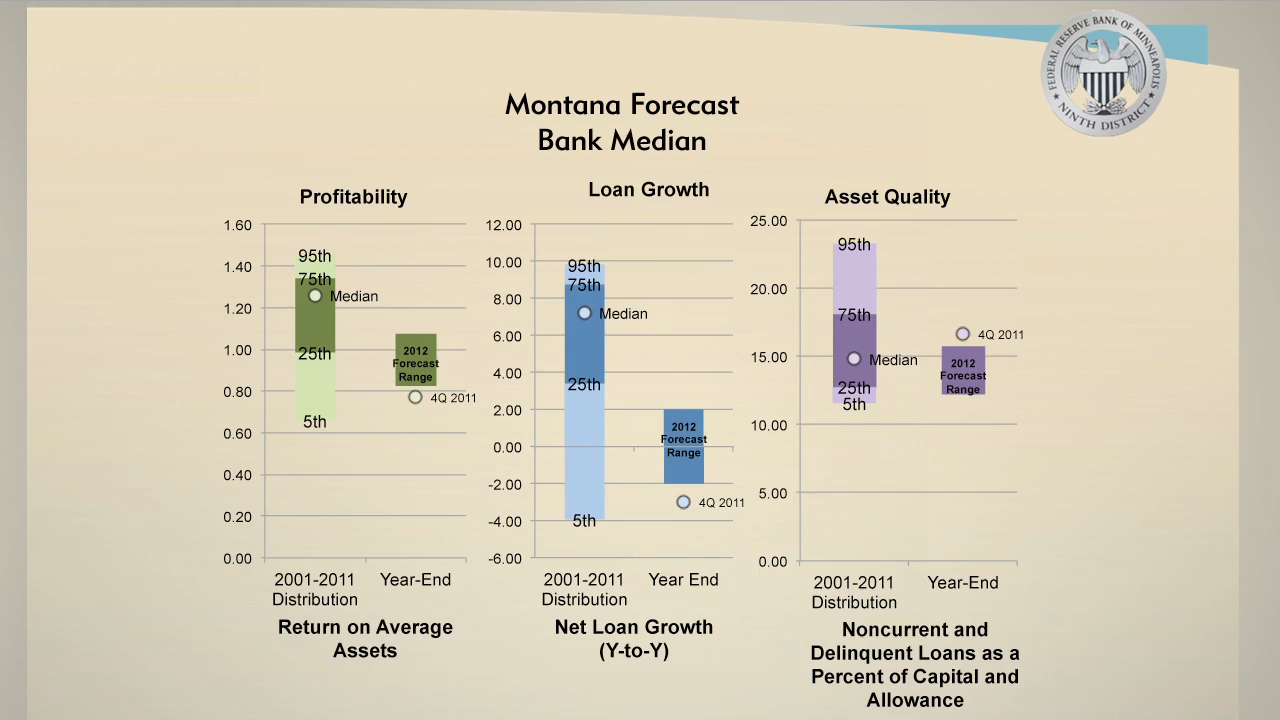 FEDERAL RESERVE BANK OF MINNEAPOLIS
NINTH DISTRICT
Montana Forecast
Bank Median
Profitability
1.60
1.40
1.20
1.00
0.80
0.60
0.40
0.20
0.00
95th
75th
Median
25th
5th
2012
Forecast
Range
4Q 2011
2001-2011
Distribution
Year-End
Return on Average
Assets
Loan Growth
12.00
10.00
8.00
6.00
4.00
2.00
0.00
-2.00
-4.00
-6.00
95th
75th
Median
25th
5th
2012
Forecast
Range
4Q 2011
2001-2011
Distribution
Year End
Net Loan Growth
(Y-to-Y)
Asset Quality
25.00
20.00
15.00
10.00
5.00
0.00
95th
75th
Median
25th
5th
4Q 2011
2012
Forecast
Range
2001-2011
Distribution
Year-End
Noncurrent and
Delinquent Loans as a
Percent of Capital and
Allowance